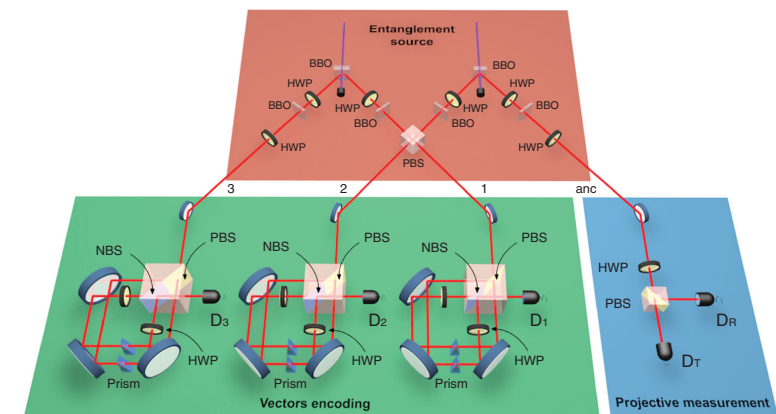 Entanglement
source
BBO
BBO
HWP
HWP
HWP
HWP
BBO
BBO
BBO
BBO
HWP
HWP
PBS
3
2
1
anc
NBS
PBS
NBS
PBS
NBS
PBS
HWP
PBS
D3
D2
D1
DR
HWP
HWP
HWP
DT
Prism
Prism
Prism
Vectors encoding
Projective measurement